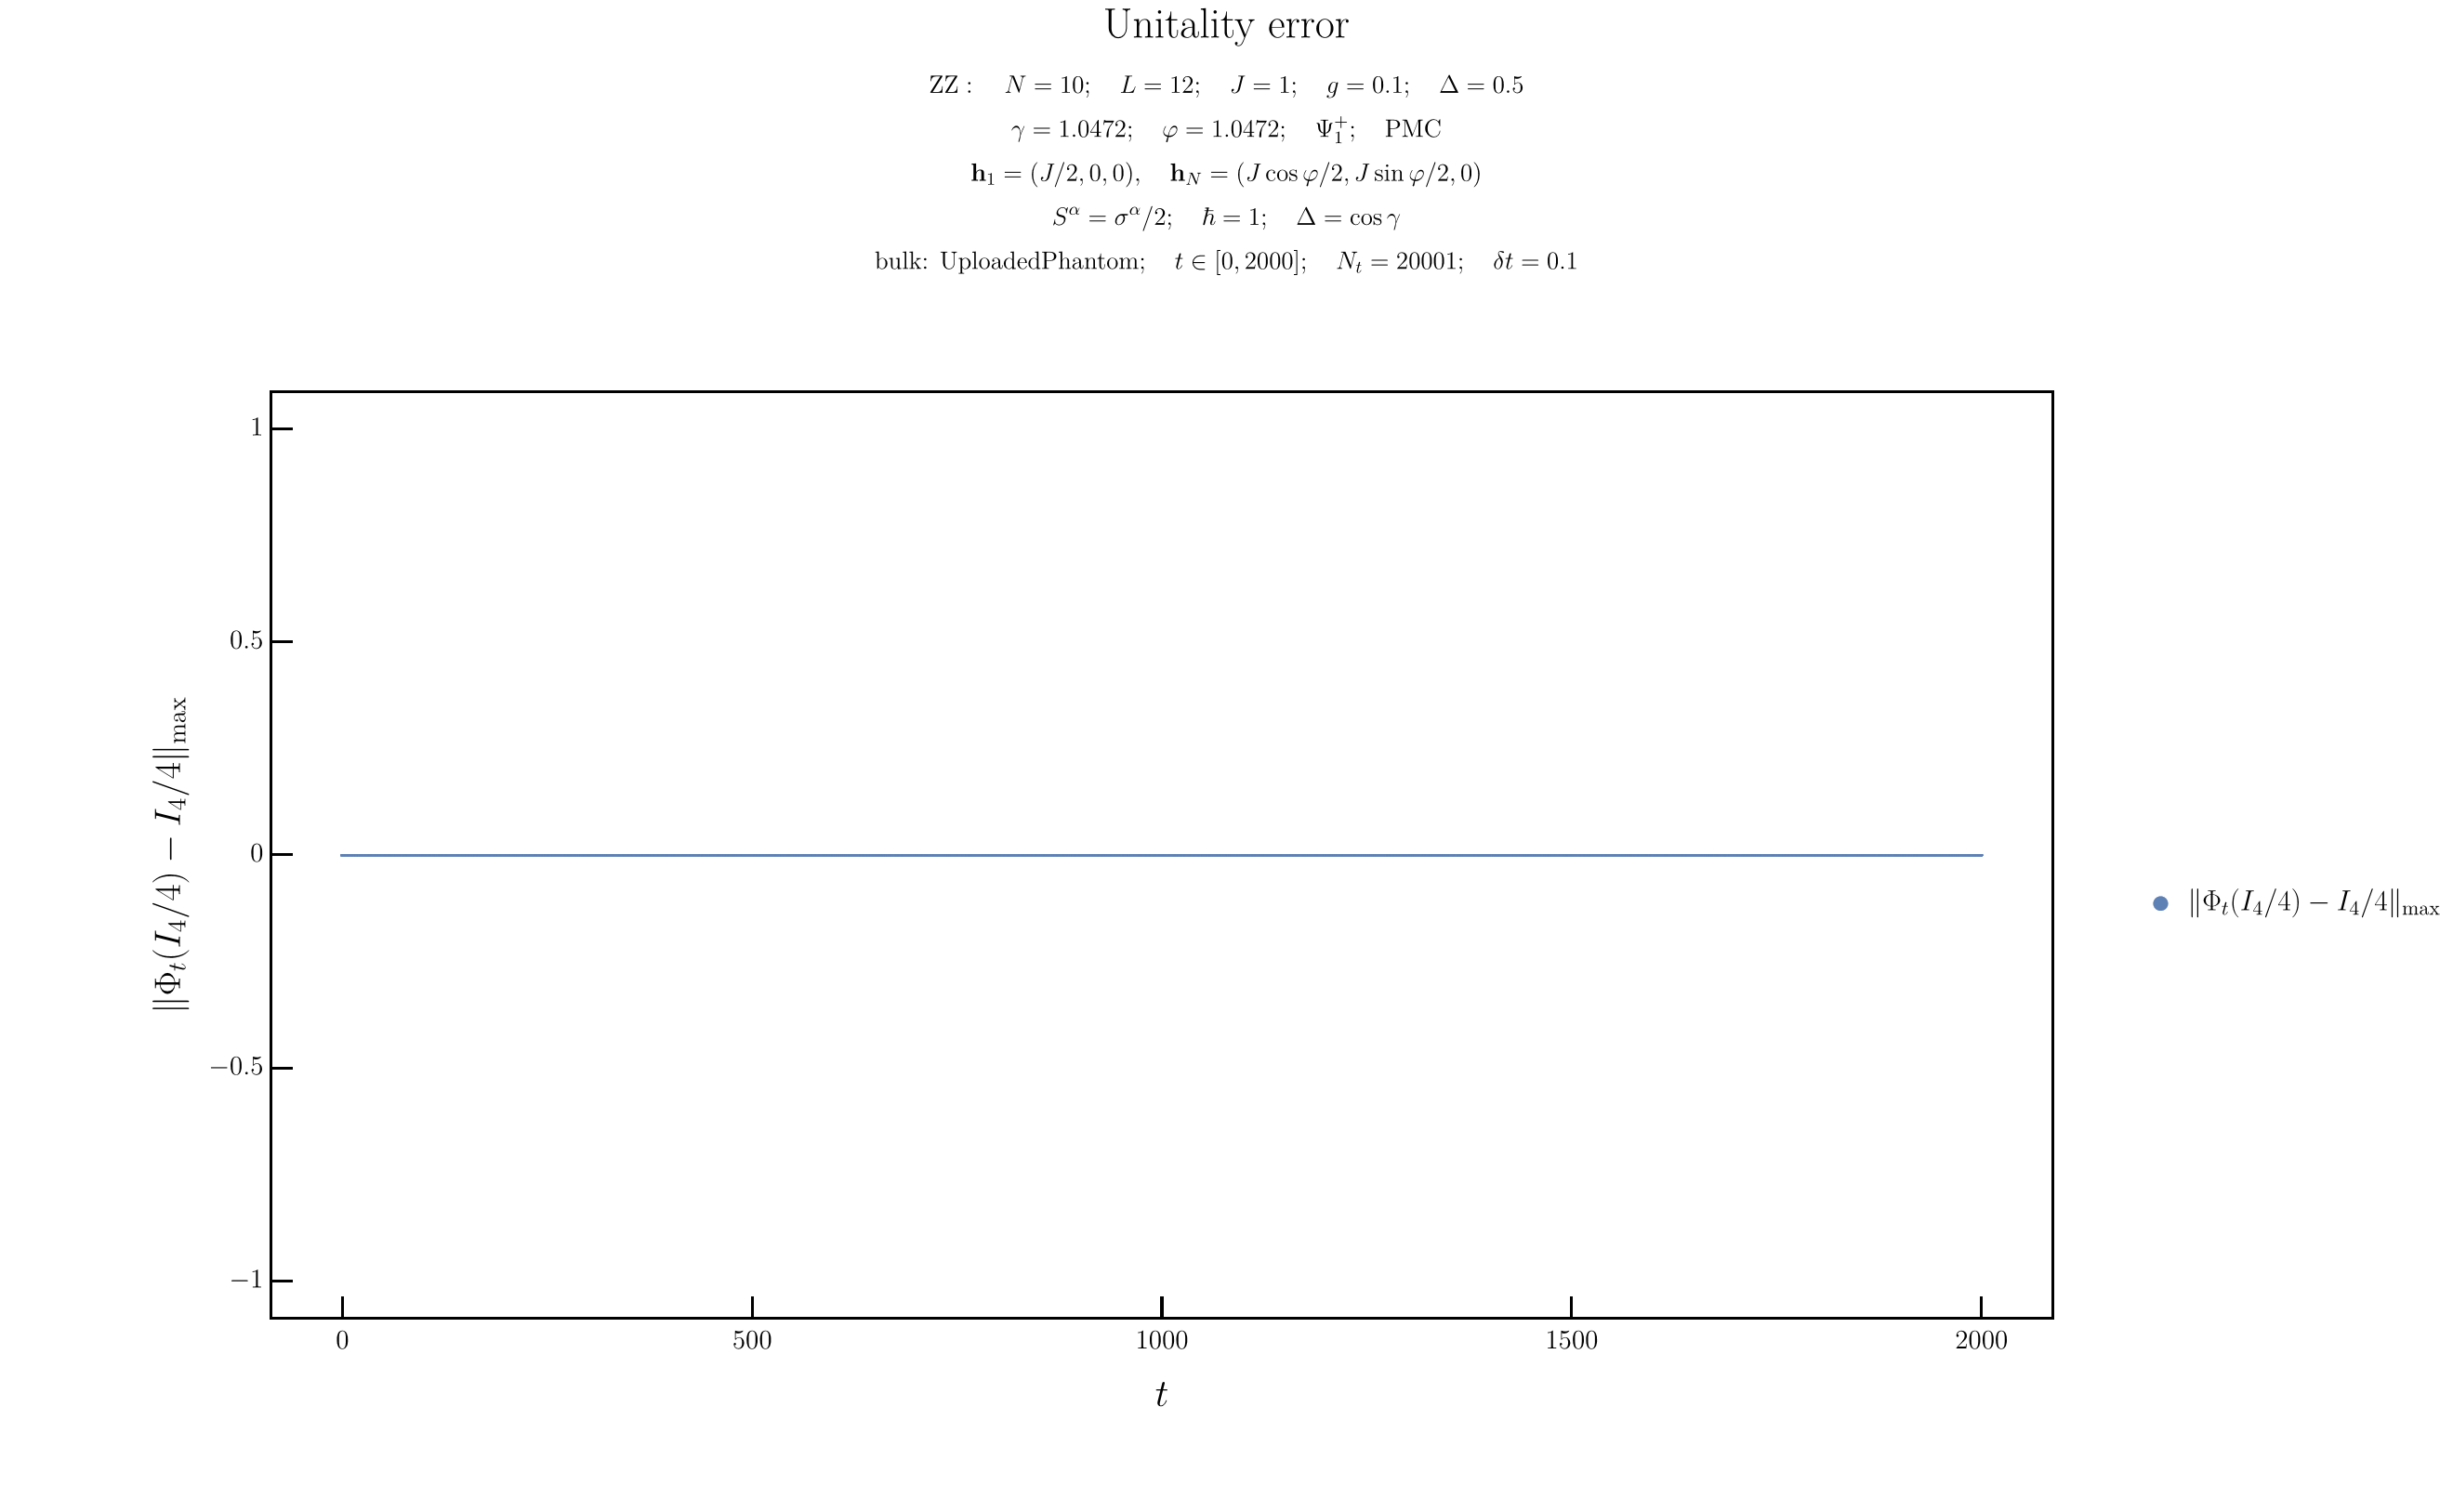 Unitality error
ZZ : N = 10; L = 12; J = 1; g = 0.1; Δ = 0.5
γ = 1.0472; φ = 1.0472; Ψ₁⁺; PMC
h₁ = (J/2, 0, 0), h_N = (J cos φ/2, J sin φ/2, 0)
S^α = σ^α/2; ℏ = 1; Δ = cos γ
bulk: UploadedPhantom; t ∈ [0, 2000]; N_t = 20001; δt = 0.1
1
0.5
0
−0.5
−1
‖Φ_t(I₄/4) − I₄/4‖_max
0 500 1000 1500 2000
t
‖Φ_t(I₄/4) − I₄/4‖_max